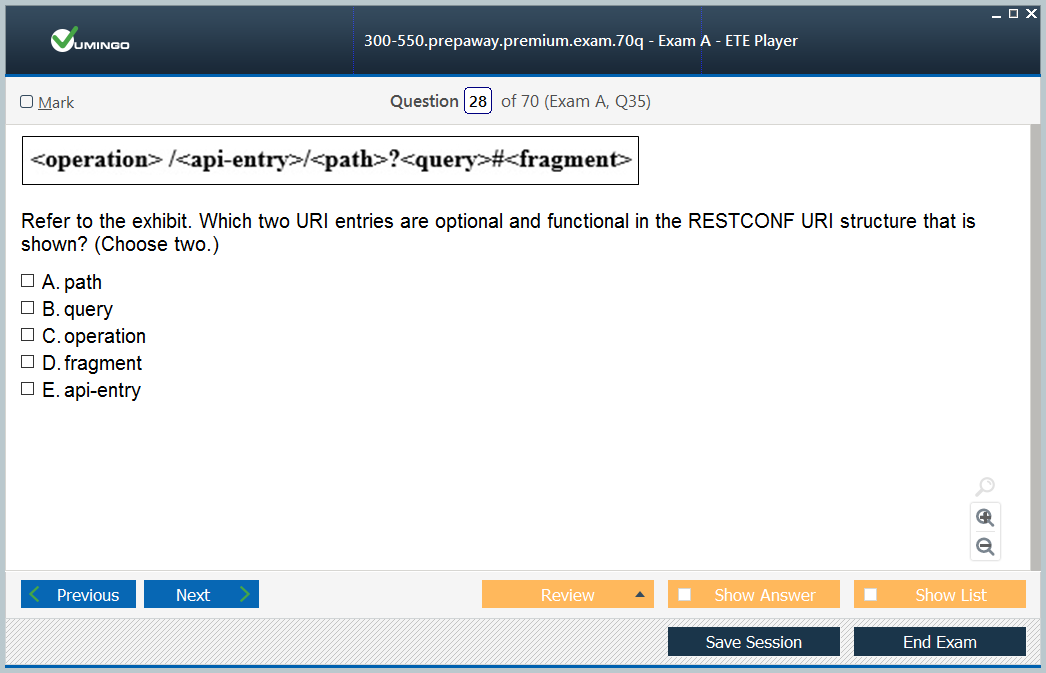 VUMINGO
300-550.prepaway.premium.exam.70q - Exam A - ETE Player
Mark
Question 28 of 70 (Exam A, Q35)
<operation> /<api-entry>/<path>?<query>#<fragment>
Refer to the exhibit. Which two URI entries are optional and functional in the RESTCONF URI structure that is
shown? (Choose two.)
A. path
B. query
C. operation
D. fragment
E. api-entry
Previous
Next
Review
Show Answer
Show List
Save Session
End Exam